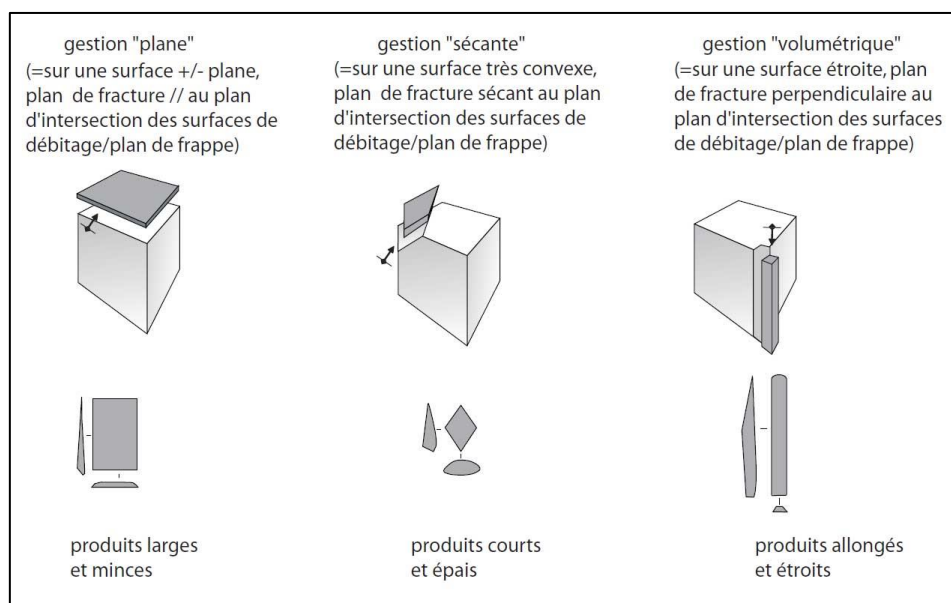 gestion "plane"
(=sur une surface +/- plane,
plan de fracture // au plan
d'intersection des surfaces de
débitage/plan de frappe)
gestion "sécante"
(=sur une surface très convexe,
plan de fracture sécant au plan
d'intersection des surfaces de
débitage/plan de frappe)
gestion "volumétrique"
(=sur une surface étroite, plan
de fracture perpendiculaire au
plan d'intersection des surfaces
de débitage/plan de frappe)
produits larges
et minces
produits courts
et épais
produits allongés
et étroits